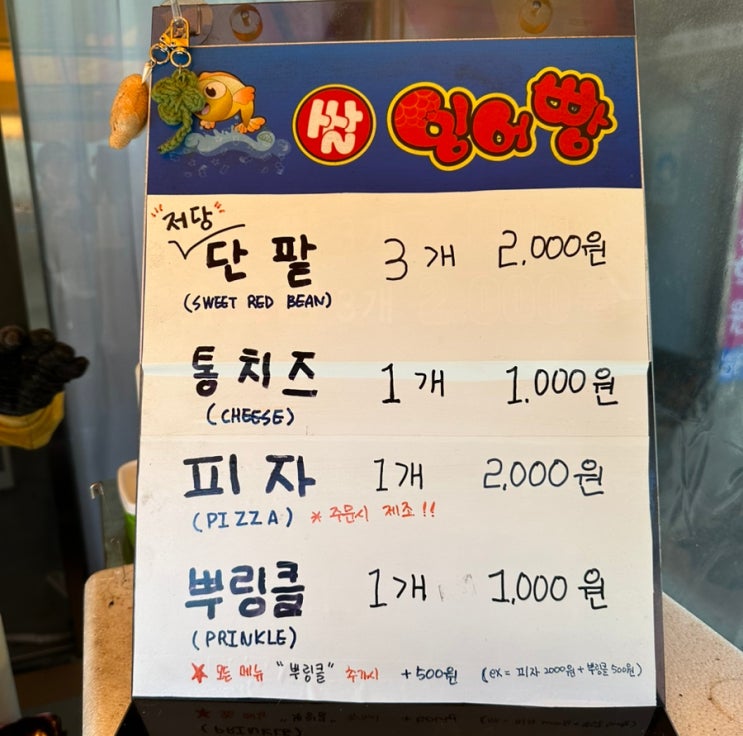 쌀 잉어빵
"저당"
단팥 3개 2,000원
(SWEET RED BEAN)
통치즈 1개 1,000원
(CHEESE)
피자 1개 2,000원
(PIZZA) * 주문시 제조!!
뿌링클 1개 1,000원
(PRINKLE)
* 모든 메뉴 "뿌링클" 추가시 +500원 (ex = 피자 2000원 + 뿌링클 500원)